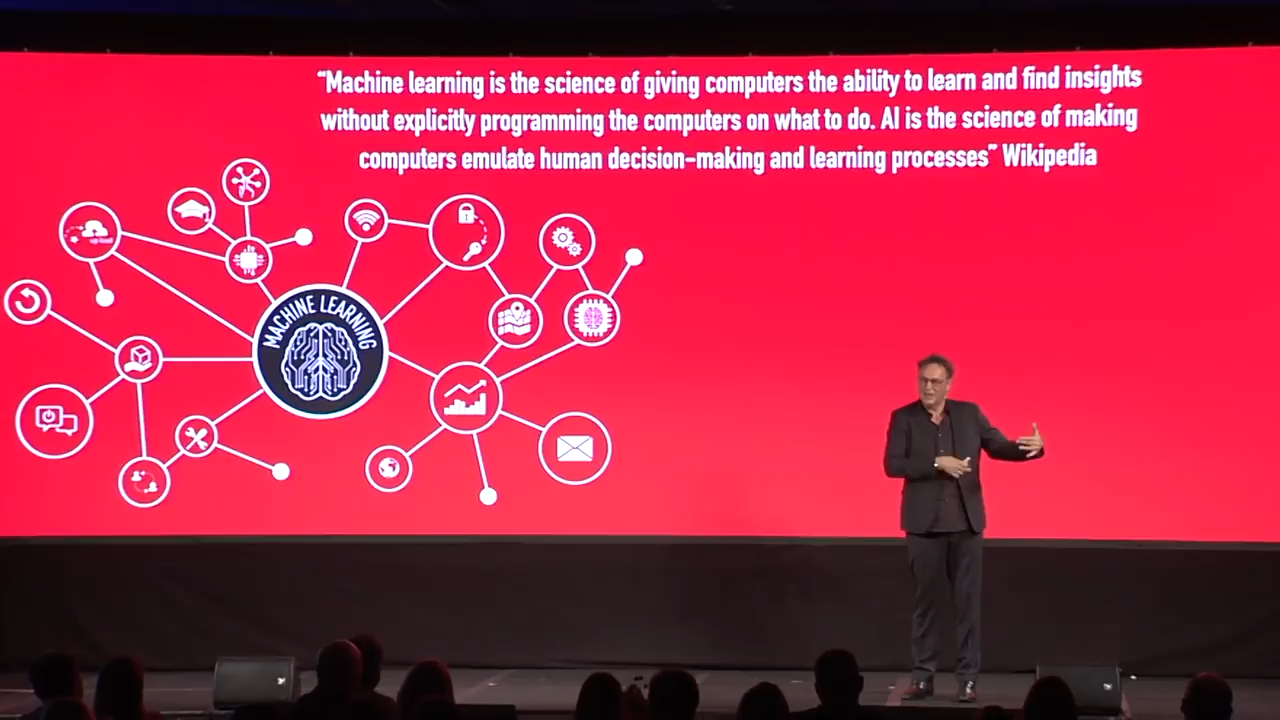 “Machine learning is the science of giving computers the ability to learn and find insights
without explicitly programming the computers on what to do. AI is the science of making
computers emulate human decision-making and learning processes” Wikipedia
MACHINE LEARNING